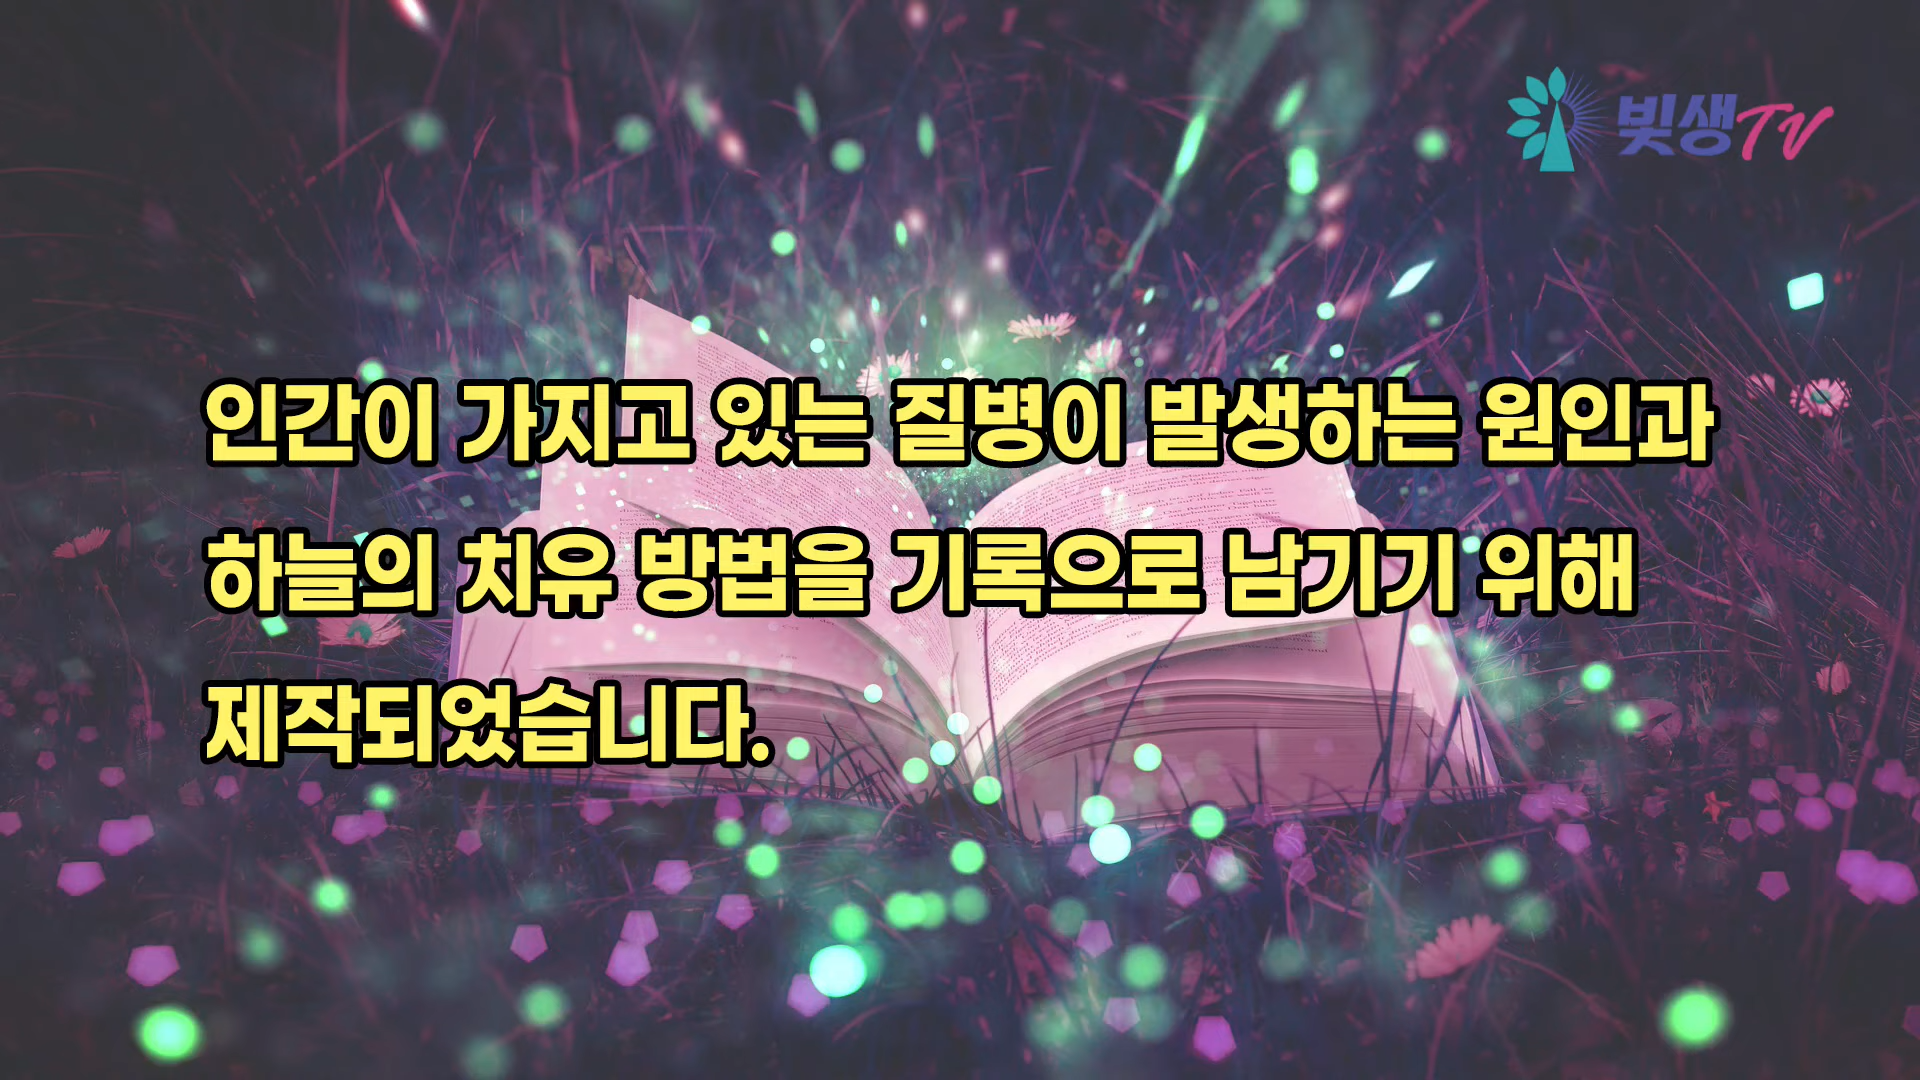 빛생TV
인간이 가지고 있는 질병이 발생하는 원인과
하늘의 치유 방법을 기록으로 남기기 위해
제작되었습니다.